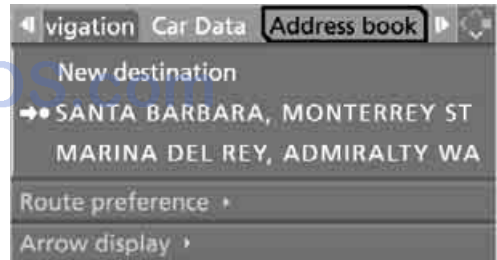 vigation Car Data Address book
New destination
SANTA BARBARA, MONTERREY ST
MARINA DEL REY, ADMIRALTY WA
Route preference
Arrow display